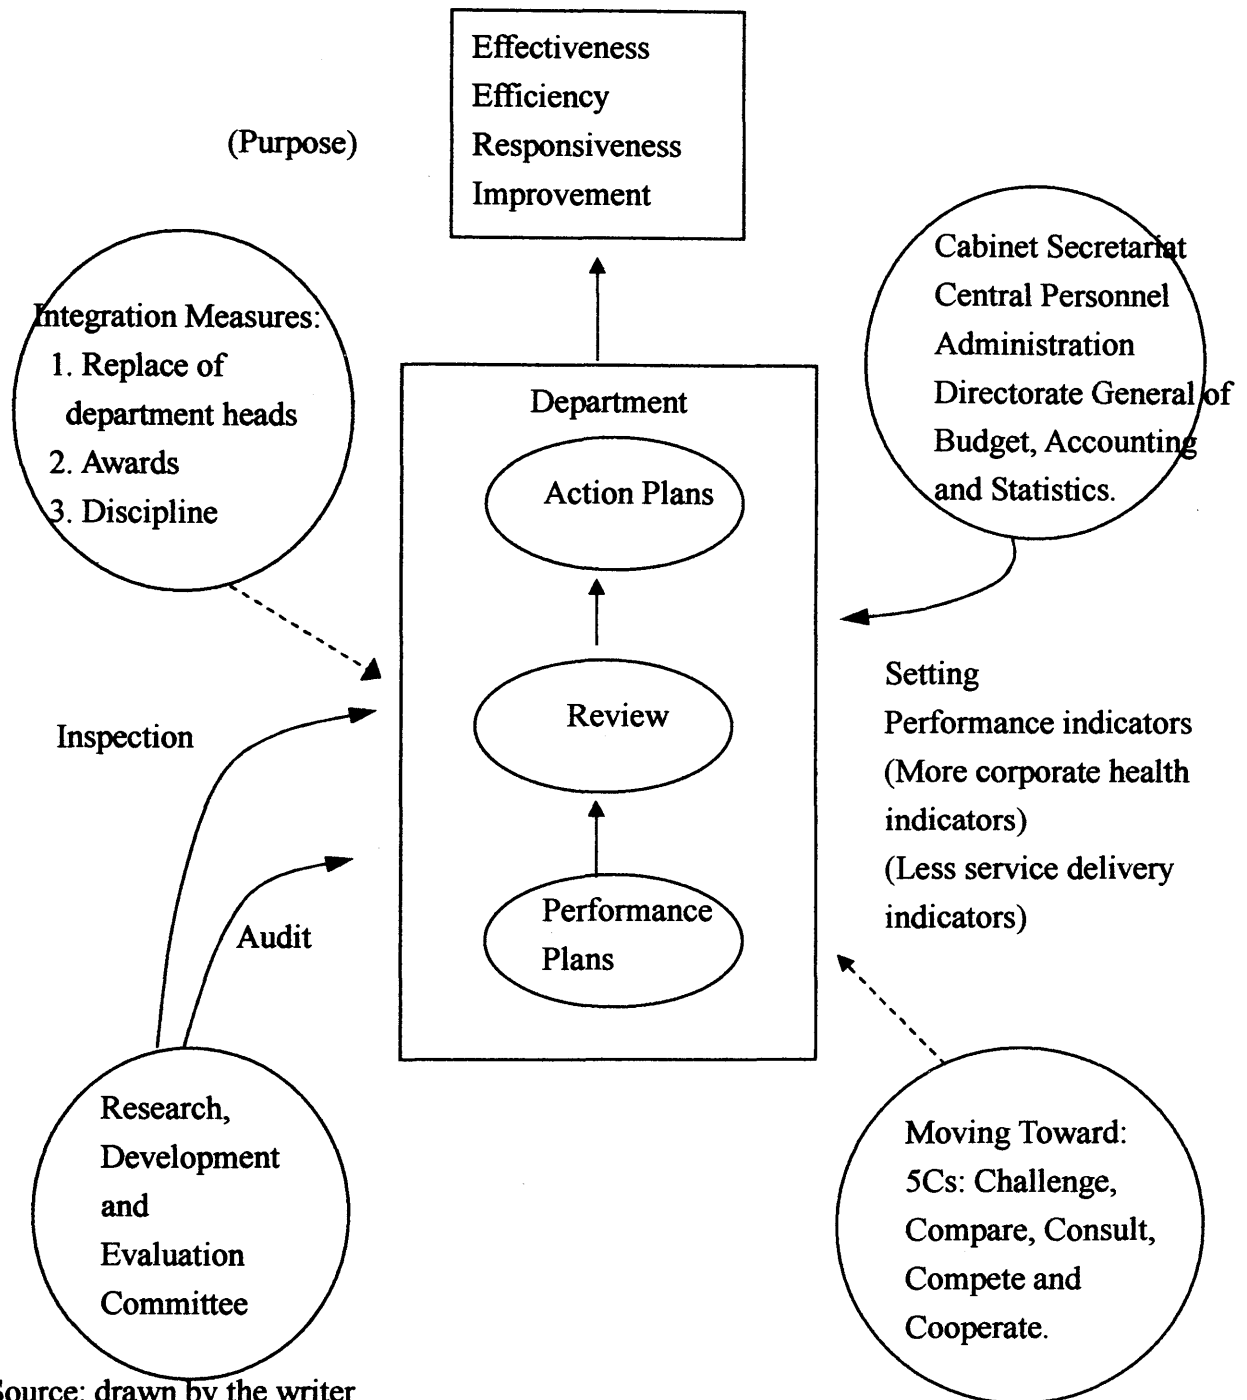 Effectiveness
Efficiency
(Purpose)
Responsiveness
Improvement
Integration Measures:
1. Replace of
department heads
2. Awards
3. Discipline
Cabinet Secretariat
Central Personnel
Administration
Directorate General of
Budget, Accounting
and Statistics.
Department
Action Plans
Review
Performance
Plans
Inspection
Audit
Setting
Performance indicators
(More corporate health
indicators)
(Less service delivery
indicators)
Research,
Development
and
Evaluation
Committee
Moving Toward:
5Cs: Challenge,
Compare, Consult,
Compete and
Cooperate.
Source: drawn by the writer